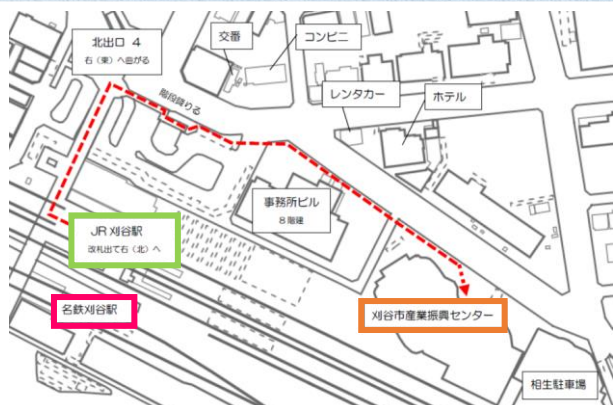 北出口 4
右（東）へ曲がる
交番
コンビニ
階段降りる
レンタカー
ホテル
事務所ビル
８階建
JR 刈谷駅
改札出て右（北）へ
名鉄刈谷駅
刈谷市産業振興センター
相生駐車場